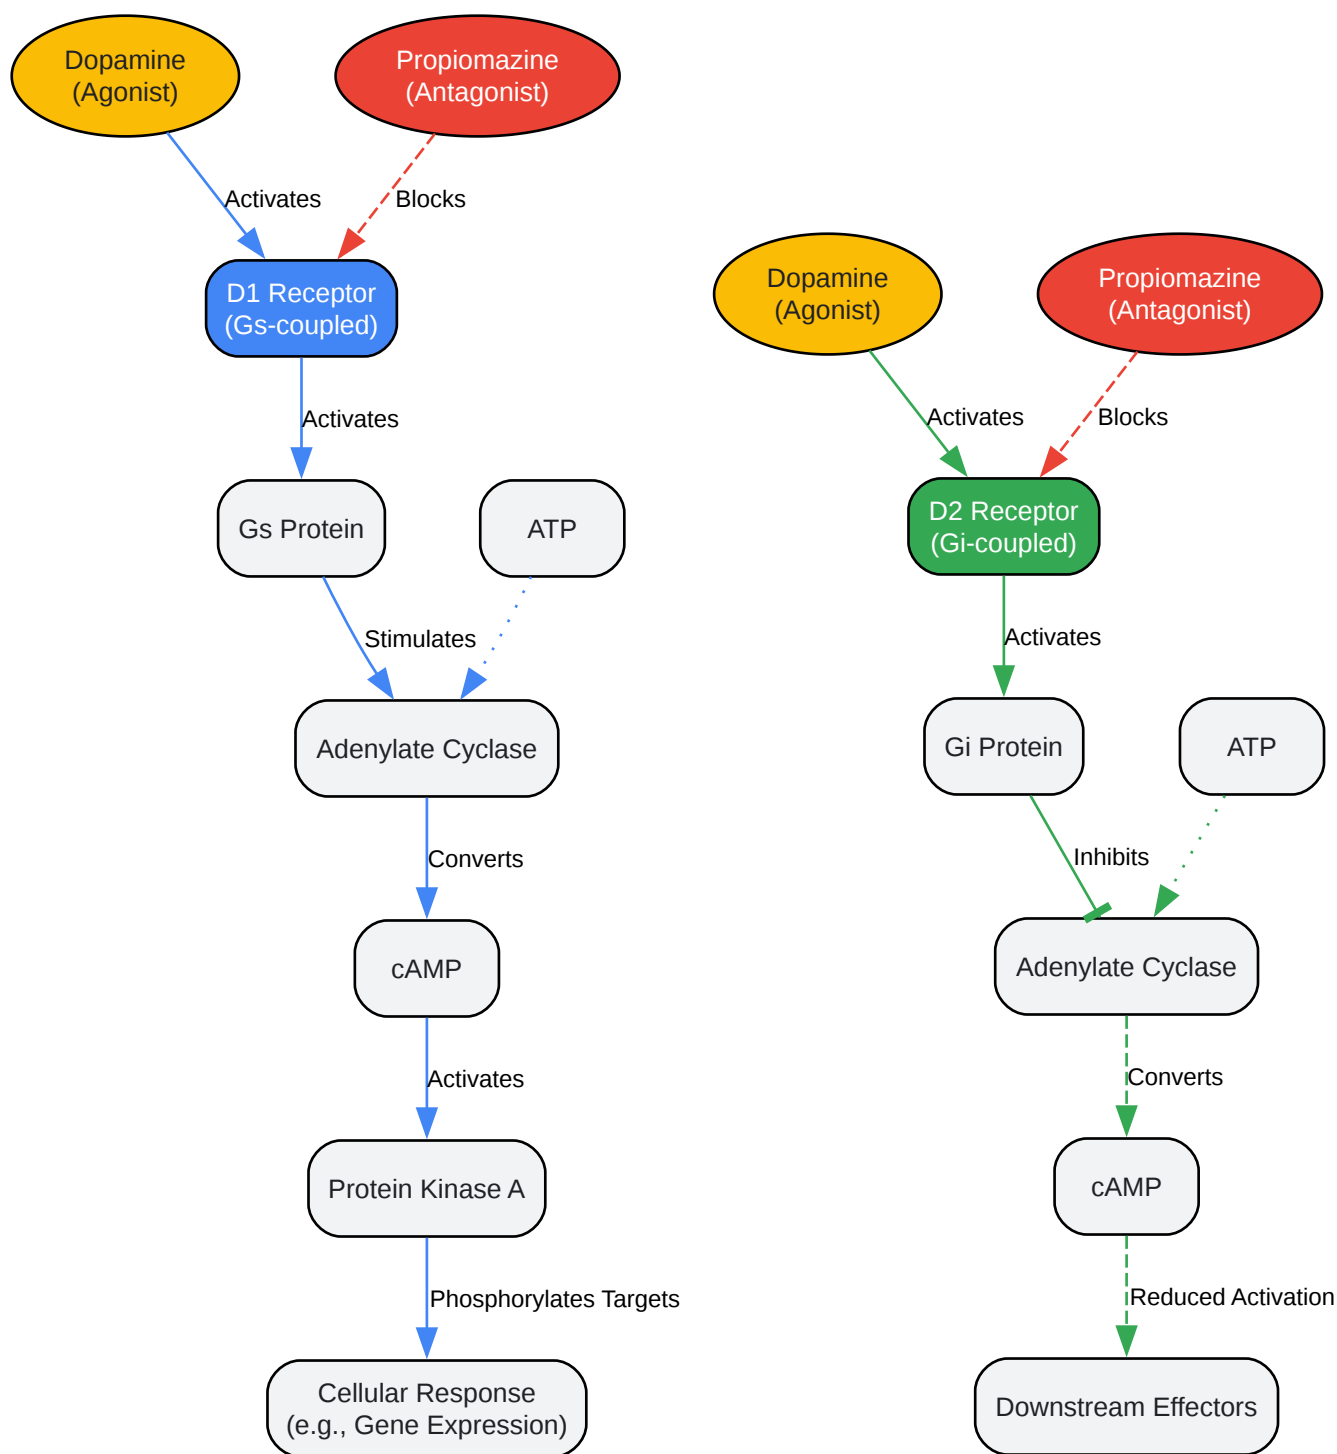 Dopamine
(Agonist)
Propiomazine
(Antagonist)
Activates
Blocks
D1 Receptor
(Gs-coupled)
Activates
Gs Protein
ATP
Stimulates
Adenylate Cyclase
Converts
cAMP
Activates
Protein Kinase A
Phosphorylates Targets
Cellular Response
(e.g., Gene Expression)
Dopamine
(Agonist)
Propiomazine
(Antagonist)
Activates
Blocks
D2 Receptor
(Gi-coupled)
Activates
Gi Protein
ATP
Inhibits
Adenylate Cyclase
Converts
cAMP
Reduced Activation
Downstream Effectors